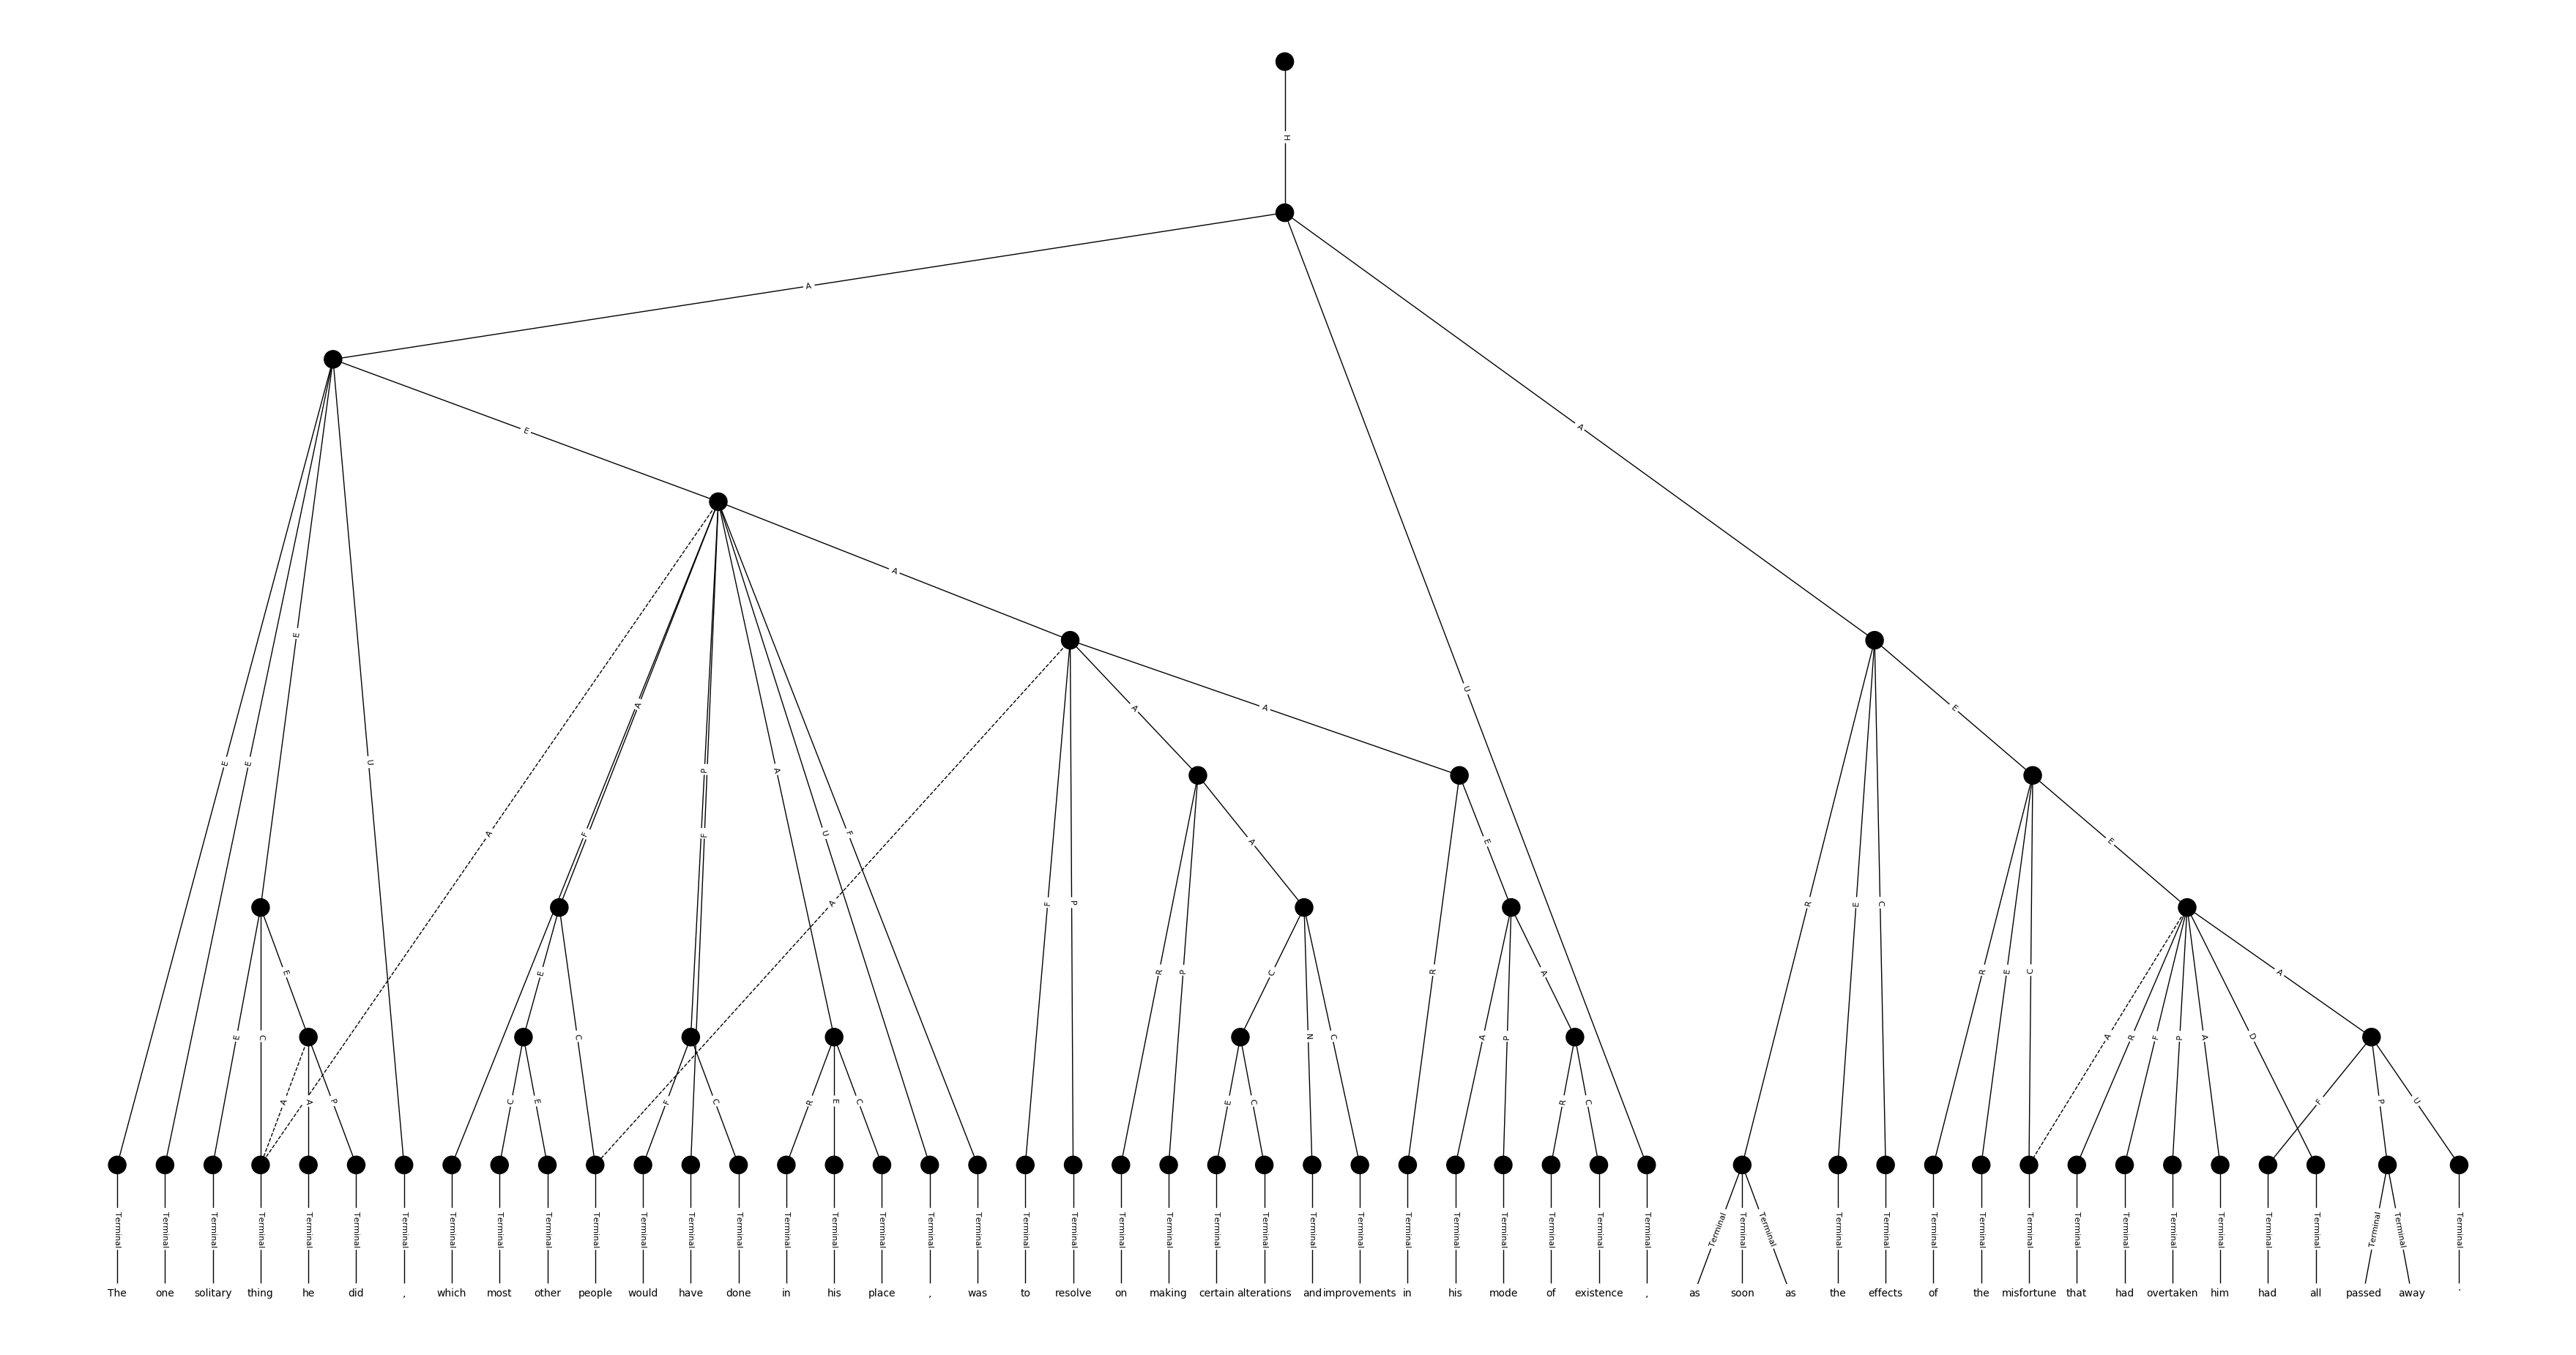 H
A
E
A
E
A
U
A
E
A
A
E
E
U
A
P
A
U
F
F
F
A
E
E
A
F
P
A
R
E
C
R
P
R
A
R
E
C
A
E
E
C
E
C
E
C
N
C
A
P
A
R
F
P
A
D
A
A
P
C
E
F
C
R
E
C
E
C
R
C
F
P
U
Terminal Terminal Terminal Terminal Terminal Terminal Terminal Terminal Terminal Terminal Terminal Terminal Terminal Terminal Terminal Terminal Terminal Terminal Terminal Terminal Terminal Terminal Terminal Terminal Terminal Terminal Terminal Terminal Terminal Terminal Terminal Terminal Terminal Terminal Terminal Terminal Terminal Terminal Terminal Terminal Terminal Terminal Terminal Terminal Terminal Terminal Terminal Terminal Terminal Terminal
The one solitary thing he did , which most other people would have done in his place , was to resolve on making certain alterations and improvements in his mode of existence , as soon as the effects of the misfortune that had overtaken him had all passed away .